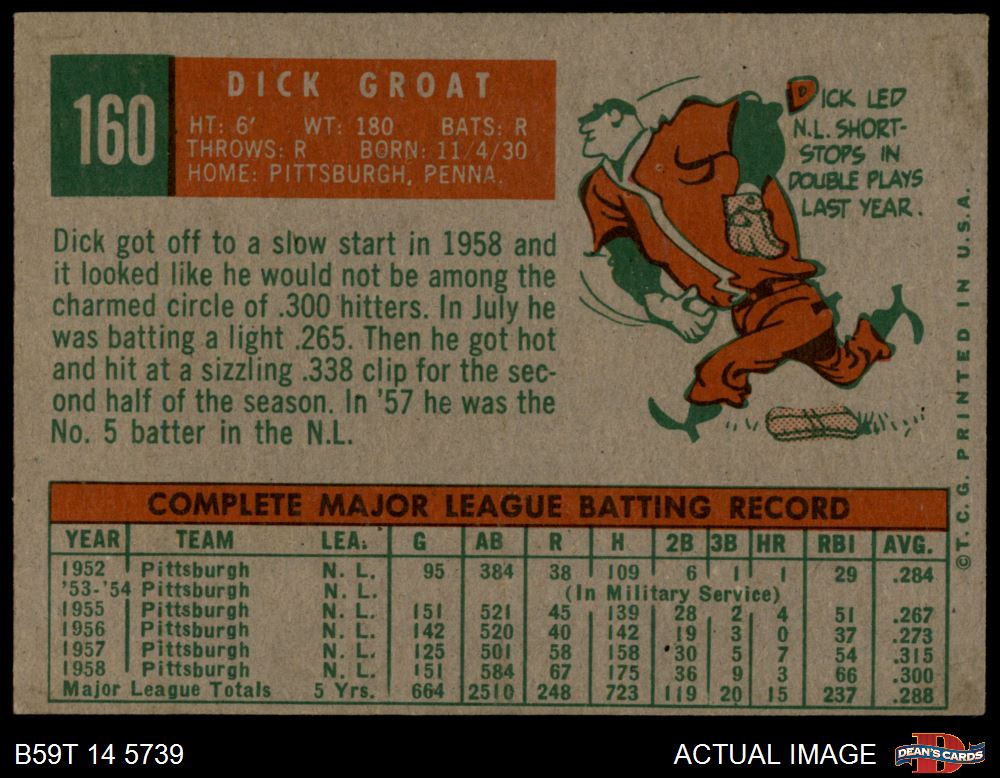 160
DICK GROAT
HT: 6' WT: 180 BATS: R
THROWS: R BORN: 11/4/30
HOME: PITTSBURGH, PENNA.
DICK LED
N.L. SHORT-
STOPS IN
DOUBLE PLAYS
LAST YEAR.
Dick got off to a slow start in 1958 and
it looked like he would not be among the
charmed circle of .300 hitters. In July he
was batting a light .265. Then he got hot
and hit at a sizzling .338 clip for the sec-
ond half of the season. In '57 he was the
No. 5 batter in the N.L.
COMPLETE MAJOR LEAGUE BATTING RECORD
YEAR TEAM LEA. G AB R H 2B 3B HR RBI AVG.
1952 Pittsburgh N. L. 95 384 38 109 6 1 1 29 .284
'53-'54 Pittsburgh N. L. (In Military Service)
1955 Pittsburgh N. L. 151 521 45 139 28 2 4 51 .267
1956 Pittsburgh N. L. 142 520 40 142 19 3 0 37 .273
1957 Pittsburgh N. L. 125 501 58 158 30 5 7 54 .315
1958 Pittsburgh N. L. 151 584 67 175 36 9 3 66 .300
Major League Totals 5 Yrs. 664 2510 248 723 119 20 15 237 .288
©T.C.G. PRINTED IN U.S.A.
B59T 14 5739
ACTUAL IMAGE
D
DEAN'S CARDS